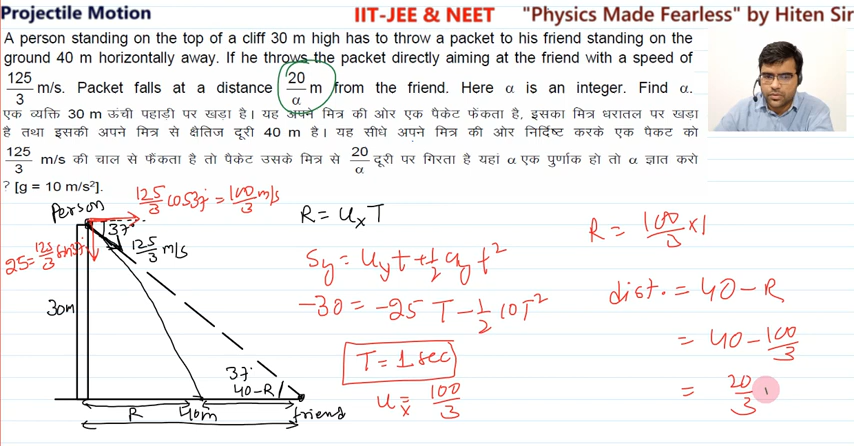 Projectile Motion IIT-JEE & NEET "Physics Made Fearless" by Hiten Sir
A person standing on the top of a cliff 30 m high has to throw a packet to his friend standing on the
ground 40 m horizontally away. If he throws the packet directly aiming at the friend with a speed of
125/3 m/s. Packet falls at a distance 20/α m from the friend. Here α is an integer. Find α.
एक व्यक्ति 30 m ऊंची पहाड़ी पर खड़ा है। यह अपने मित्र की ओर एक पैकेट फेंकता है, इसका मित्र धरातल पर खड़ा
है तथा इसकी अपने मित्र से क्षैतिज दूरी 40 m है। यह सीधे अपने मित्र की ओर निर्दिष्ट करके एक पैकट को
125/3 m/s की चाल से फेंकता है तो पैकेट उसके मित्र से 20/α दूरी पर गिरता है यहां α एक पुर्णाक हो तो α ज्ञात करो
? [g = 10 m/s²].
125/3 cos37° = 100/3 m/s
Person
37°
125/3 m/s
25 = 125/3 sin37°
30m
37°
40-R
R
40m
friend
R = uₓT
Sy = uyt + 1/2 ayt²
-30 = -25 T - 1/2 10T²
T = 1 sec
uₓ = 100/3
R = 100/3 × 1
dist. = 40 - R
= 40 - 100/3
= 20/3